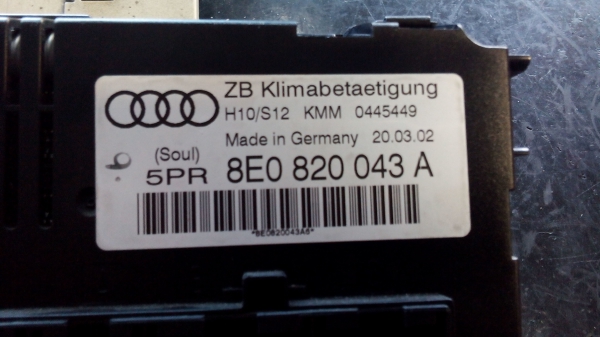 ZB Klimabetaetigung
H10/S12 KMM 0445449
Made in Germany 20.03.02
(Soul)
5PR 8E0 820 043 A